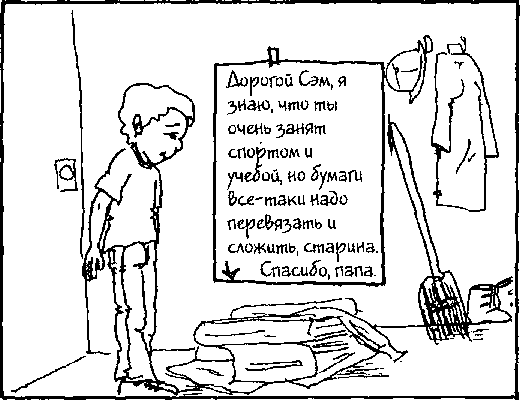 Дорогой Сэм, я
знаю, что ты
очень занят
спортом и
учебой, но бумаги
все-таки надо
перевязать и
сложить, старина.
Спасибо, папа.